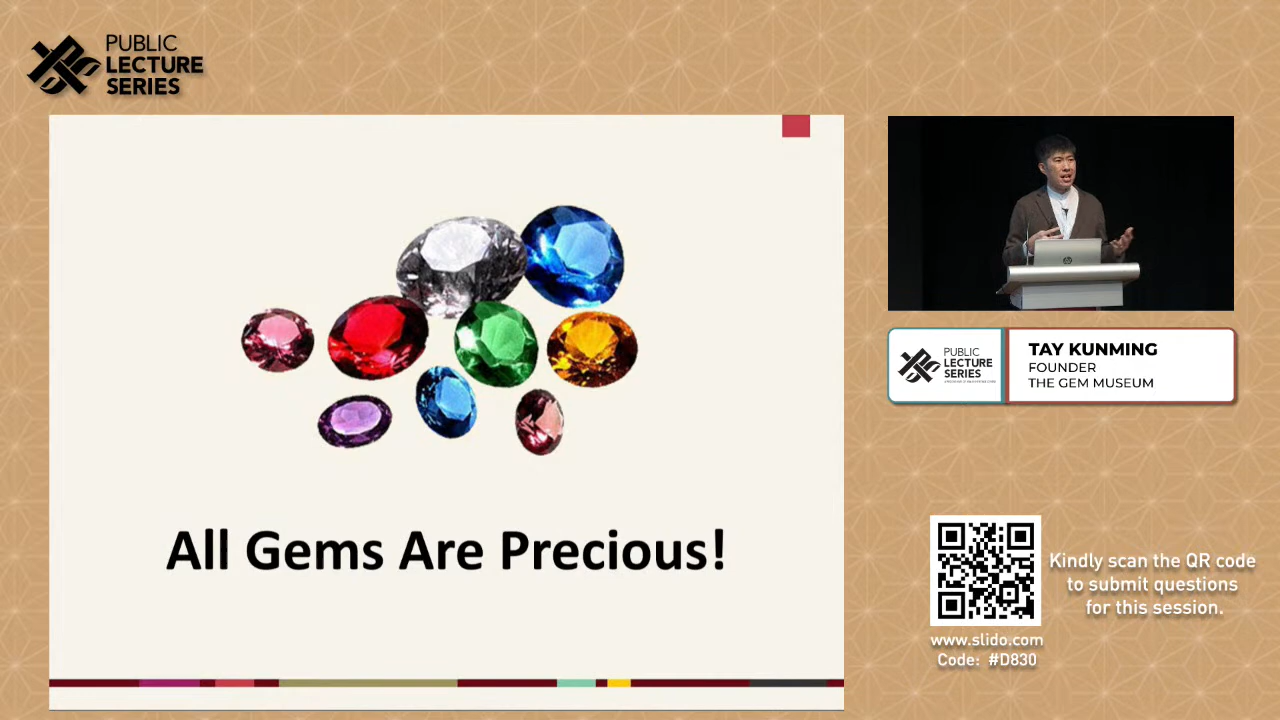 PUBLIC
LECTURE
SERIES
All Gems Are Precious!
PUBLIC
LECTURE
SERIES
TAY KUNMING
FOUNDER
THE GEM MUSEUM
Kindly scan the QR code
to submit questions
for this session.
www.slido.com
Code: #D830